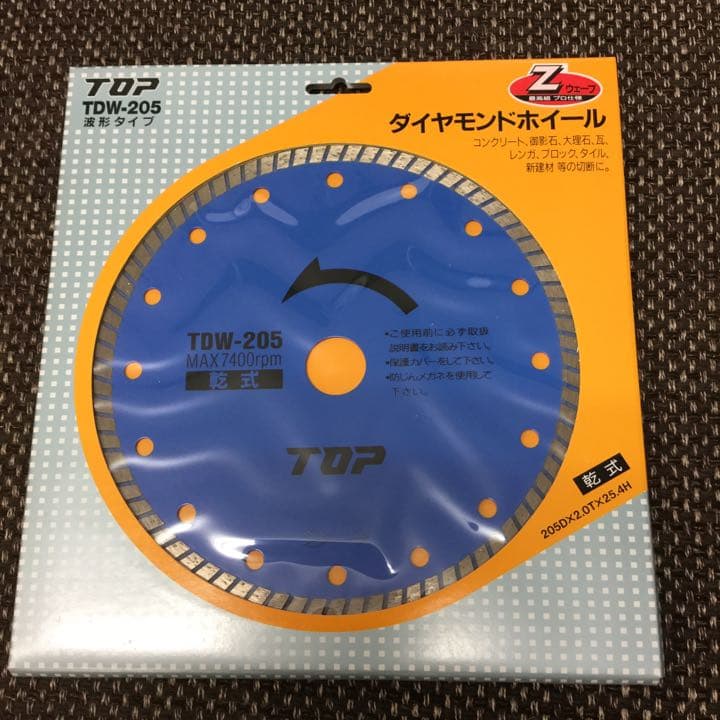 TOP
TDW-205
波形タイプ
Z
ウェーブ
最高級 プロ仕様
ダイヤモンドホイール
コンクリート、御影石、大理石、瓦、
レンガ、ブロック、タイル、
新建材 等の切断に。
TDW-205
MAX7400rpm
乾式
•ご使用前に必ず取扱
説明書をお読み下さい。
•保護カバーをして下さい。
•防じんメガネを使用して
下さい。
TOP
乾式
205D×2.0T×25.4H